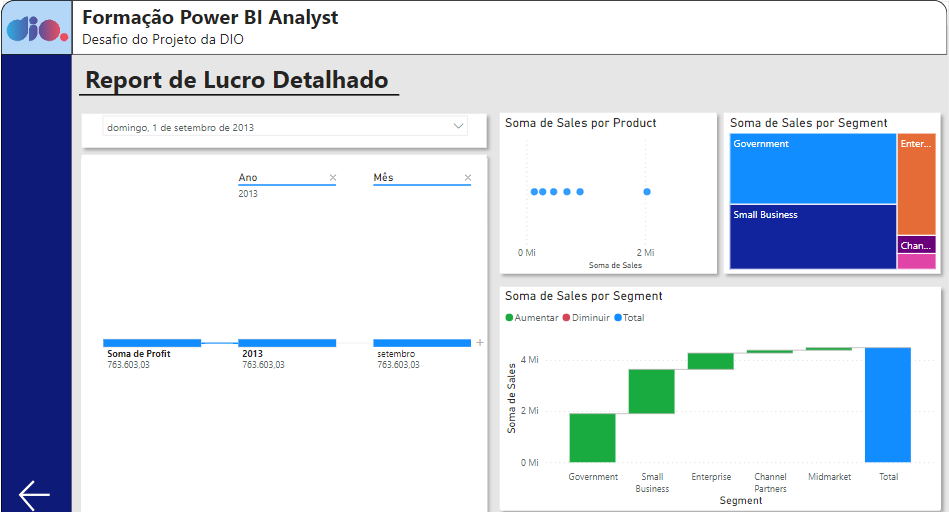 dio.
Formação Power BI Analyst
Desafio do Projeto da DIO
Report de Lucro Detalhado
domingo, 1 de setembro de 2013
Ano
2013
Mês
Soma de Profit
763.603,03
2013
763.603,03
setembro
763.603,03
Soma de Sales por Product
0 Mi
2 Mi
Soma de Sales
Soma de Sales por Segment
Government
Small Business
Enter...
Chan...
Soma de Sales por Segment
Aumentar Diminuir Total
Soma de Sales
4 Mi
2 Mi
0 Mi
Government
Small
Business
Enterprise
Channel
Partners
Midmarket
Total
Segment